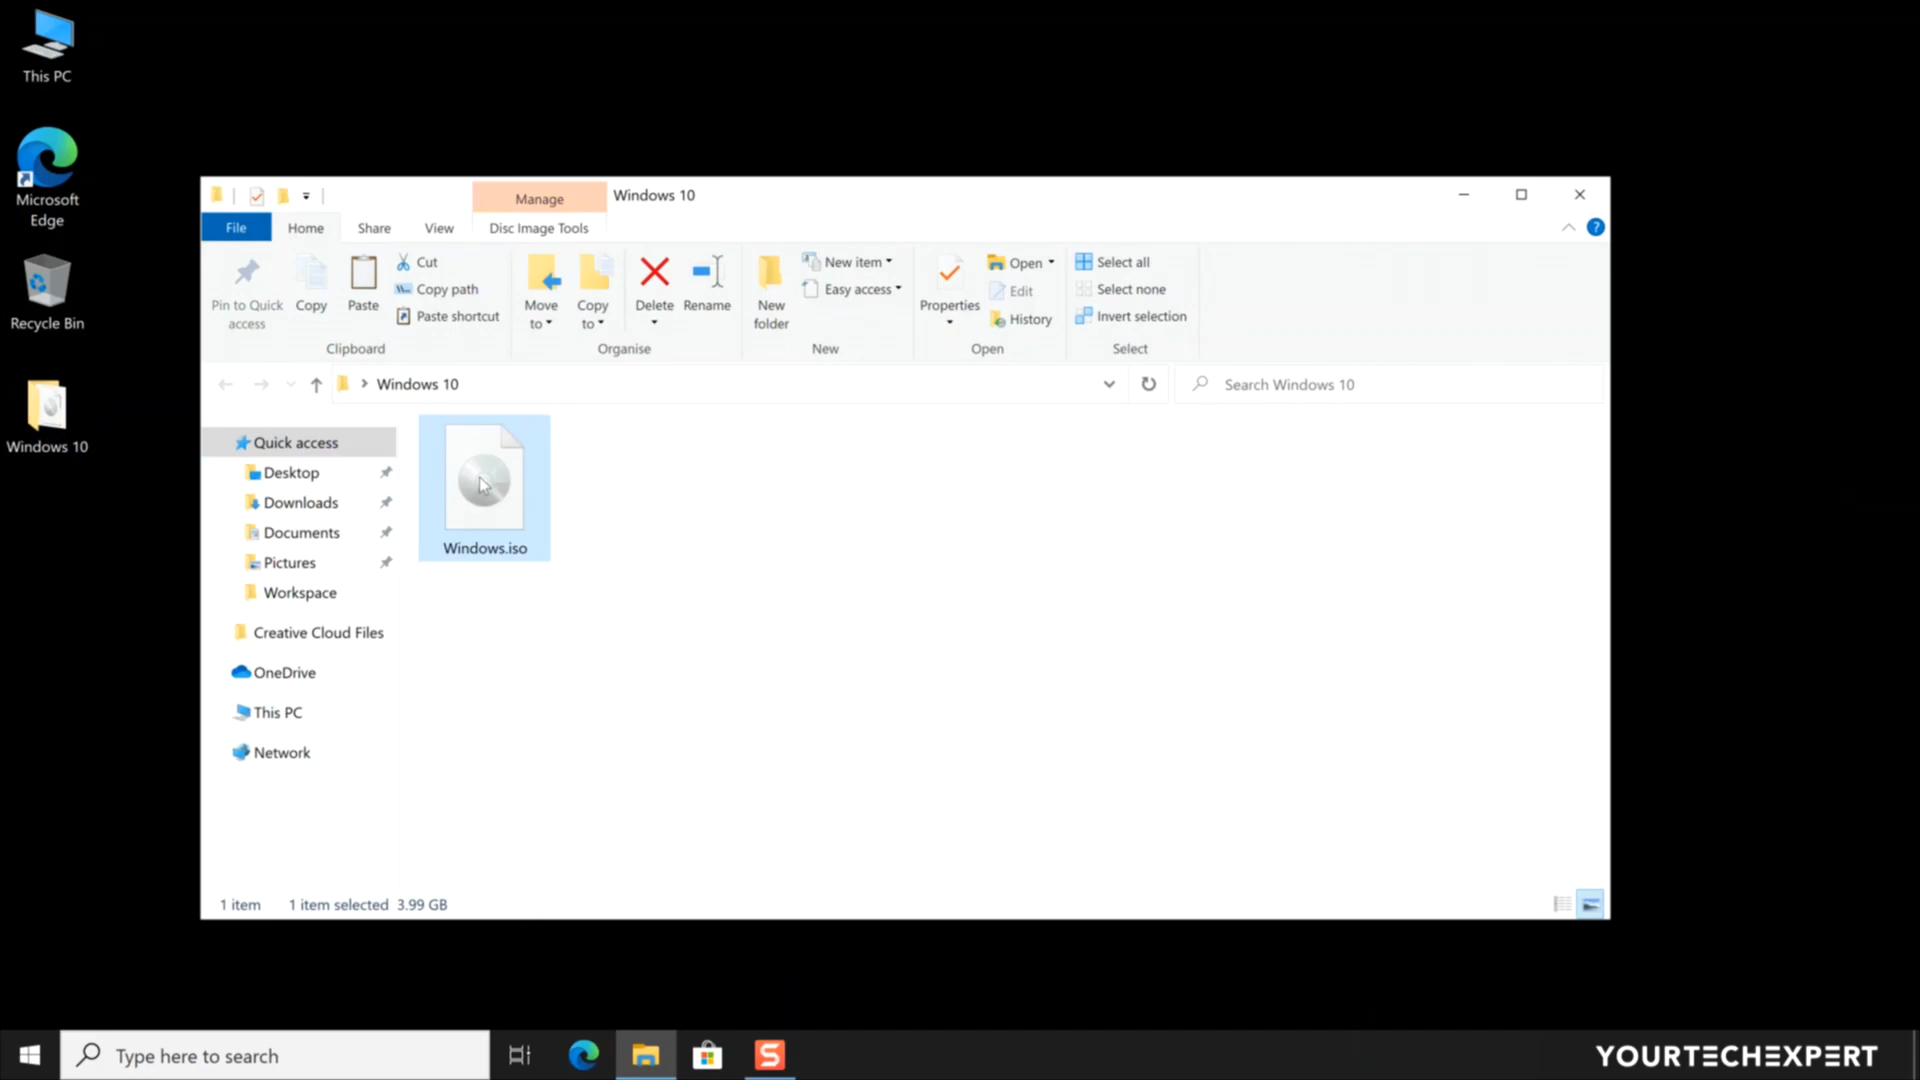 This PC
Microsoft
Edge
Recycle Bin
Windows 10
Manage
Windows 10
File
Home
Share
View
Disc Image Tools
Pin to Quick
access
Copy
Paste
Cut
Copy path
Paste shortcut
Clipboard
Move
to
Copy
to
Delete
Rename
Organise
New
folder
New item
Easy access
New
Properties
Open
Edit
History
Open
Select all
Select none
Invert selection
Select
Windows 10
Search Windows 10
Quick access
Desktop
Downloads
Documents
Pictures
Workspace
Creative Cloud Files
OneDrive
This PC
Network
Windows.iso
1 item
1 item selected 3.99 GB
Type here to search
YOURTECHEXPERT